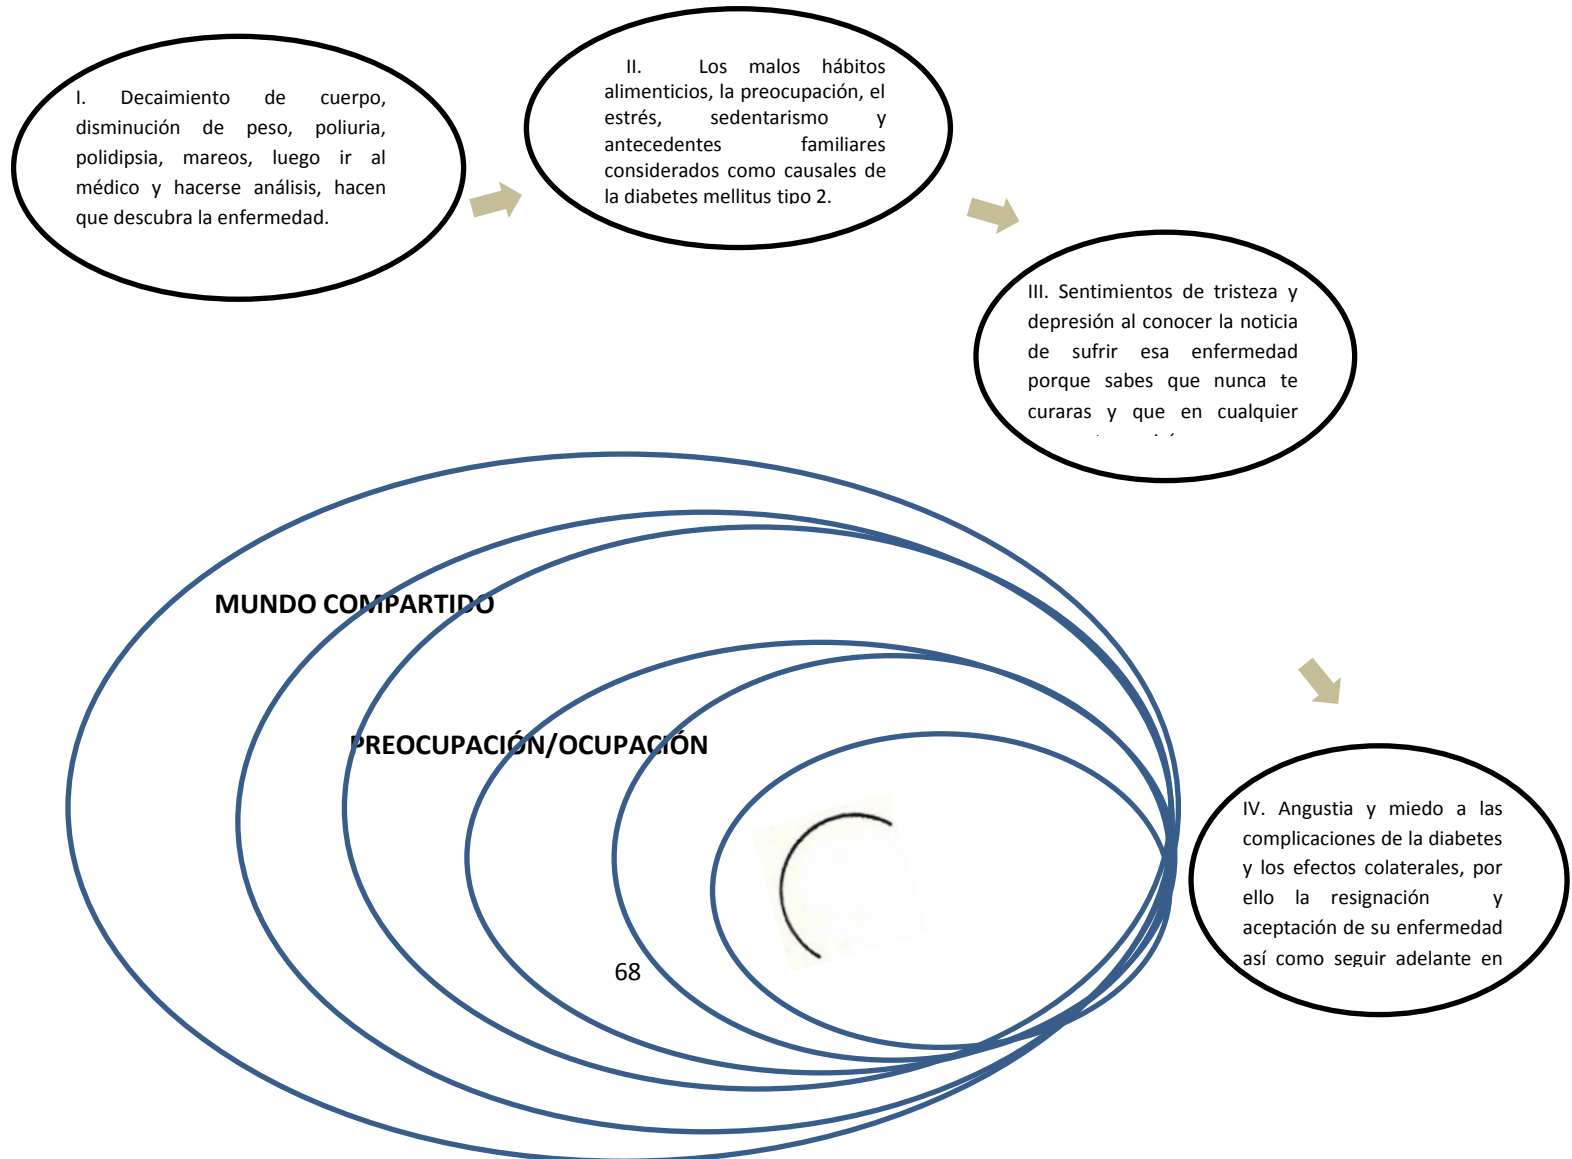 I. Decaimiento de cuerpo,
disminución de peso, poliuria,
polidipsia, mareos, luego ir al
médico y hacerse análisis, hacen
que descubra la enfermedad.
II. Los malos hábitos
alimenticios, la preocupación, el
estrés, sedentarismo y
antecedentes familiares
considerados como causales de
la diabetes mellitus tipo 2.
III. Sentimientos de tristeza y
depresión al conocer la noticia
de sufrir esa enfermedad
porque sabes que nunca te
curaras y que en cualquier
MUNDO COMPARTIDO
PREOCUPACIÓN/OCUPACIÓN
IV. Angustia y miedo a las
complicaciones de la diabetes
y los efectos colaterales, por
ello la resignación y
aceptación de su enfermedad
así como seguir adelante en
68